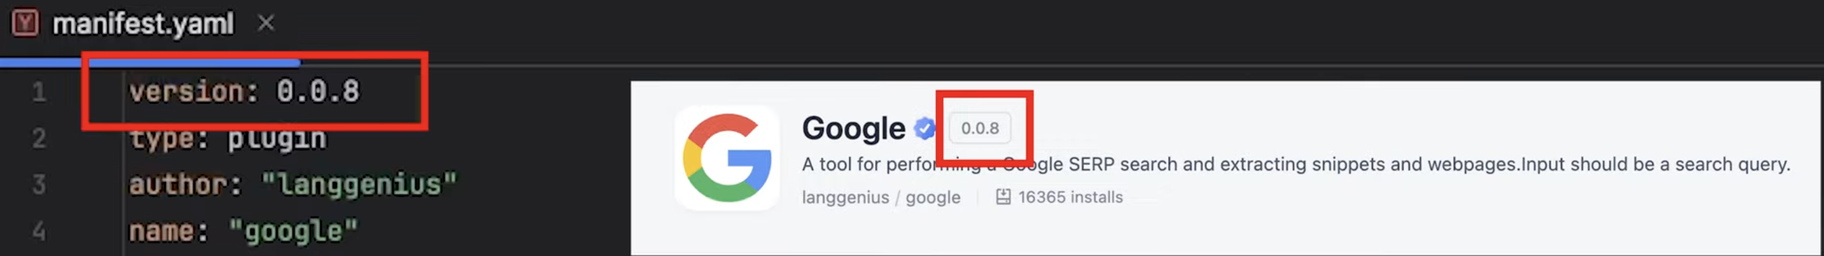 manifest.yaml
1 version: 0.0.8
2 type: plugin
3 author: "langgenius"
4 name: "google"
Google 0.0.8
A tool for performing a Google SERP search and extracting snippets and webpages.Input should be a search query.
langgenius / google 16365 installs